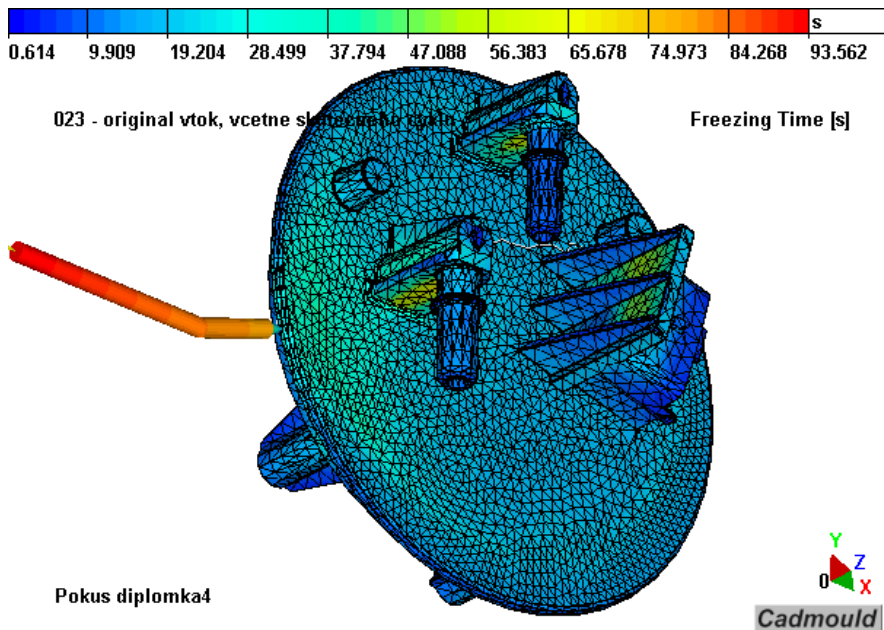 s
0.614 9.909 19.204 28.499 37.794 47.088 56.383 65.678 74.973 84.268 93.562
023 - original vtok, vcetne
Freezing Time [s]
Y
Z
0
X
Pokus diplomka4
Cadmould